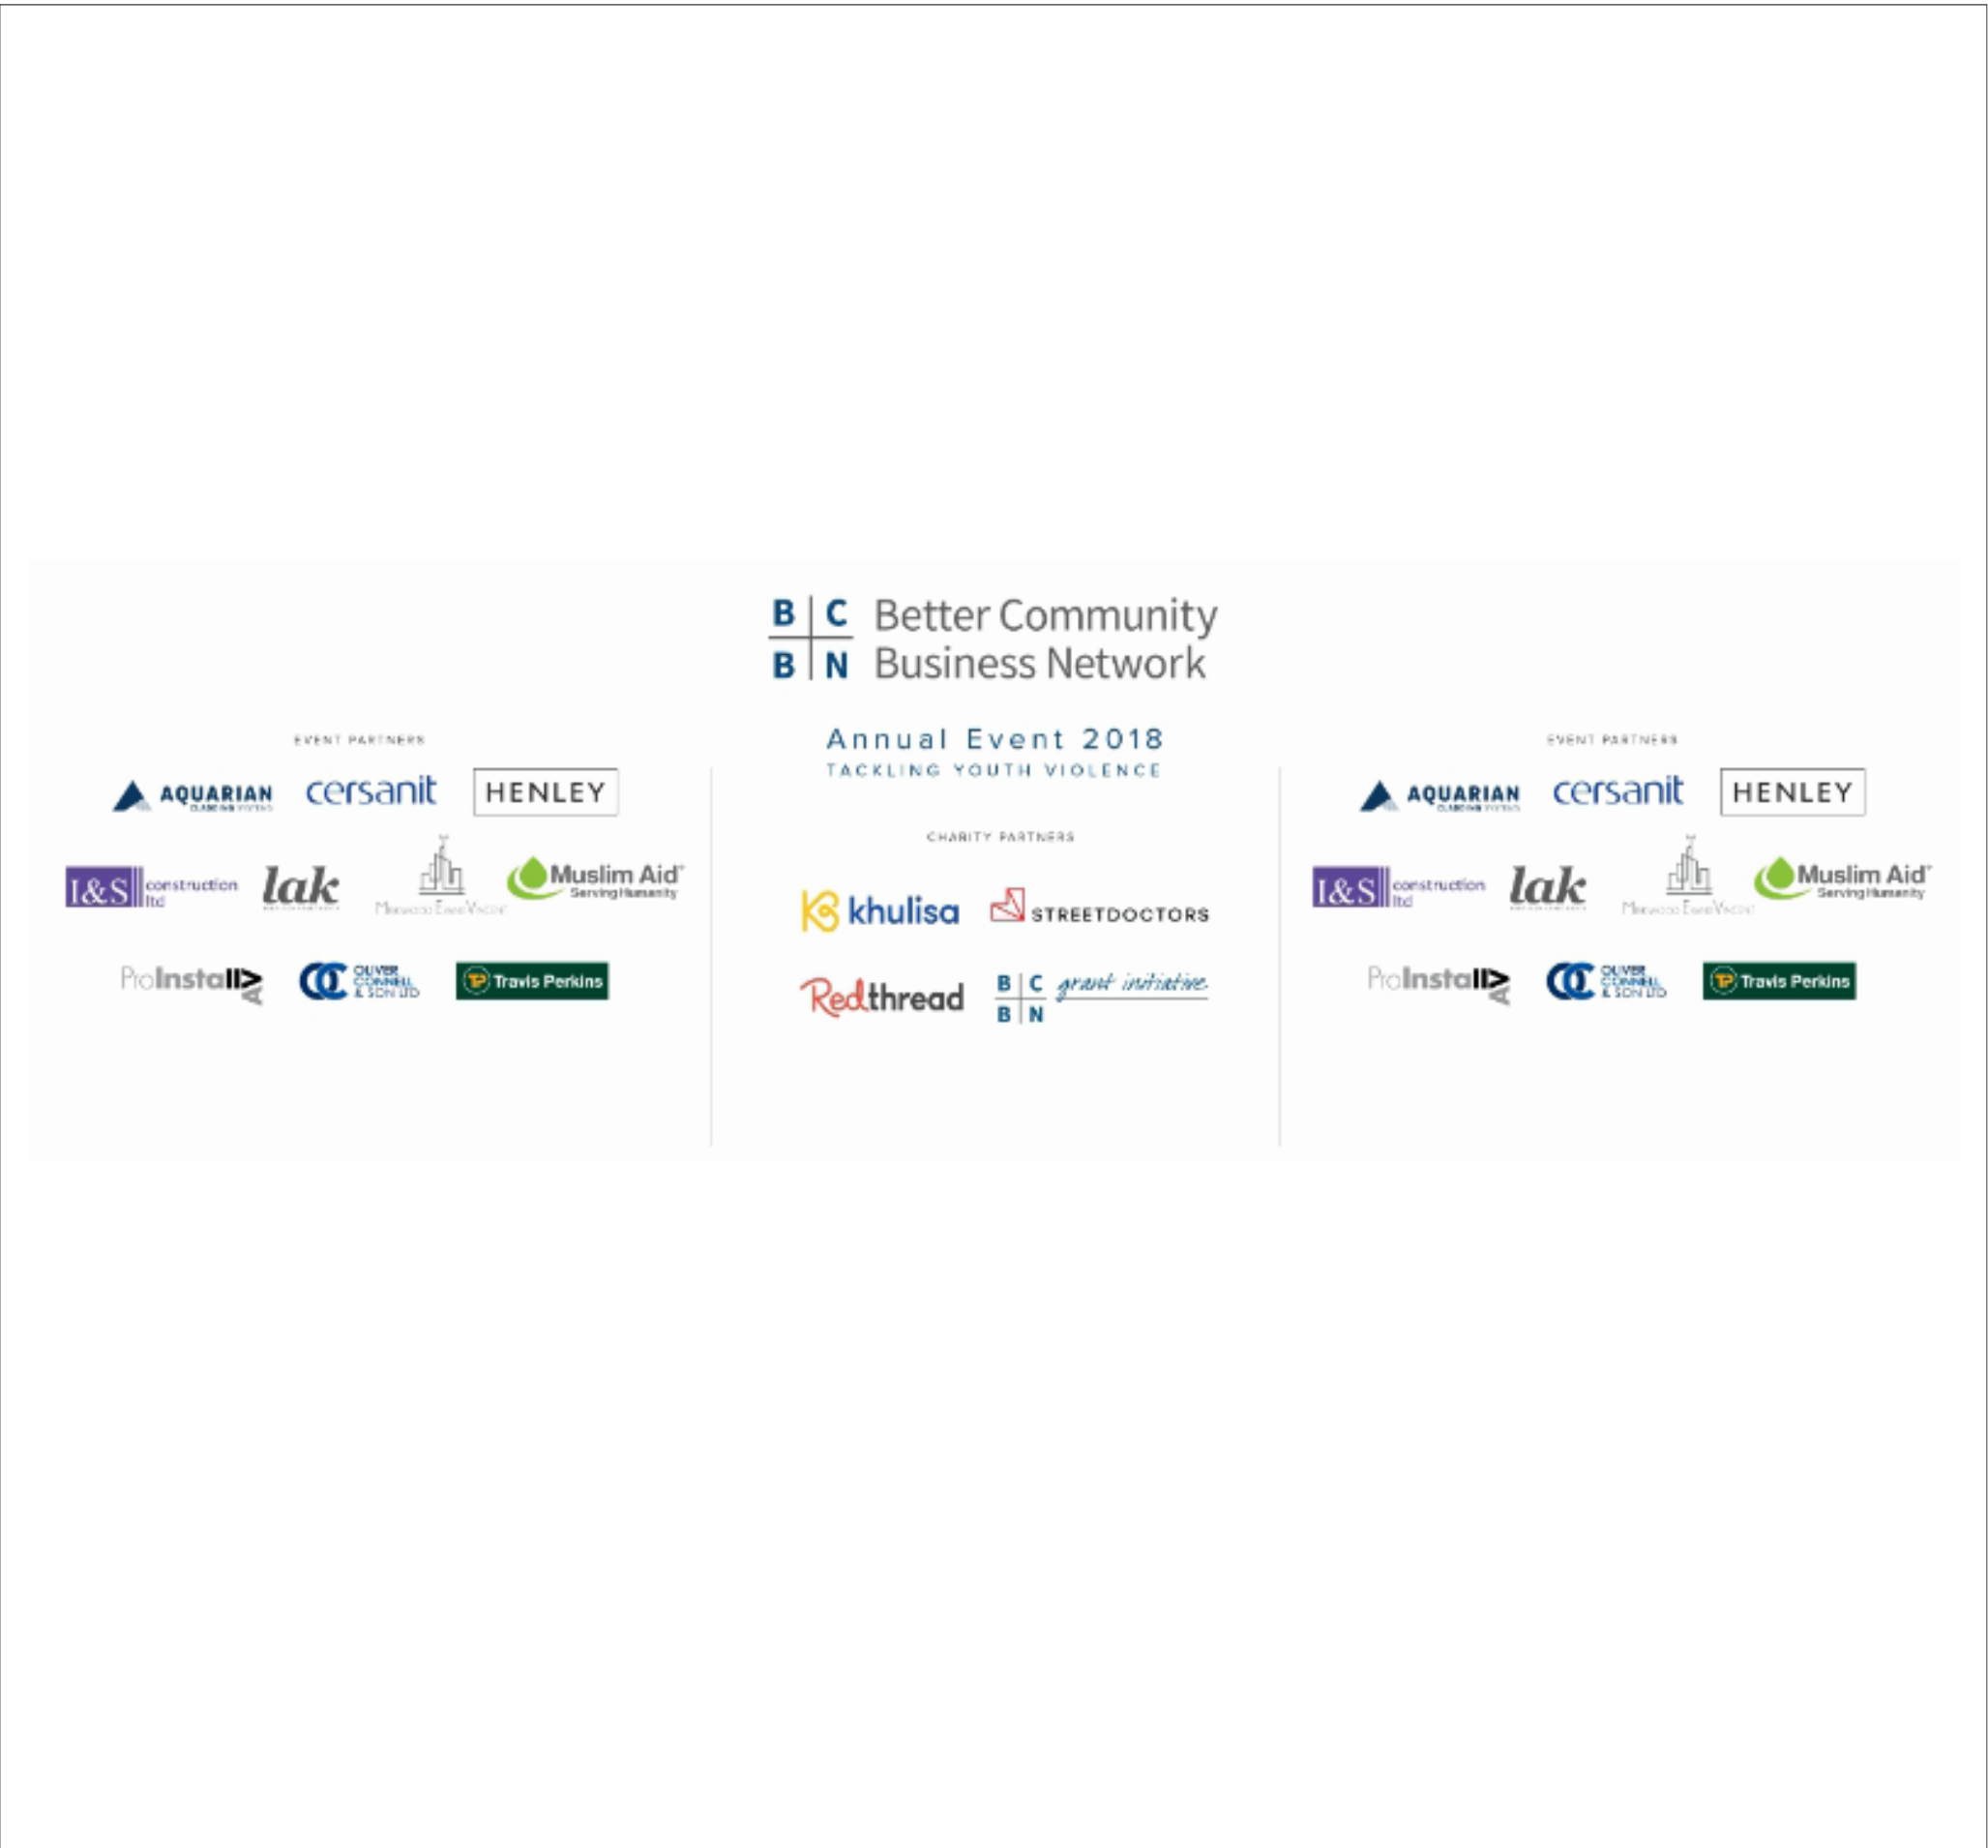 B C Better Community
B N Business Network
Annual Event 2018
TACKLING YOUTH VIOLENCE
EVENT PARTNERS
AQUARIAN
cersanit
HENLEY
I&S construction
ltd
lak
Muslim Aid
Serving Humanity
ProInstall
OLIVER
CONNELL
& SON LTD
TP Travis Perkins
CHARITY PARTNERS
khulisa
STREETDOCTORS
Redthread
B C grant initiative
B N
EVENT PARTNERS
AQUARIAN
cersanit
HENLEY
I&S construction
ltd
lak
Muslim Aid
Serving Humanity
ProInstall
OLIVER
CONNELL
& SON LTD
TP Travis Perkins